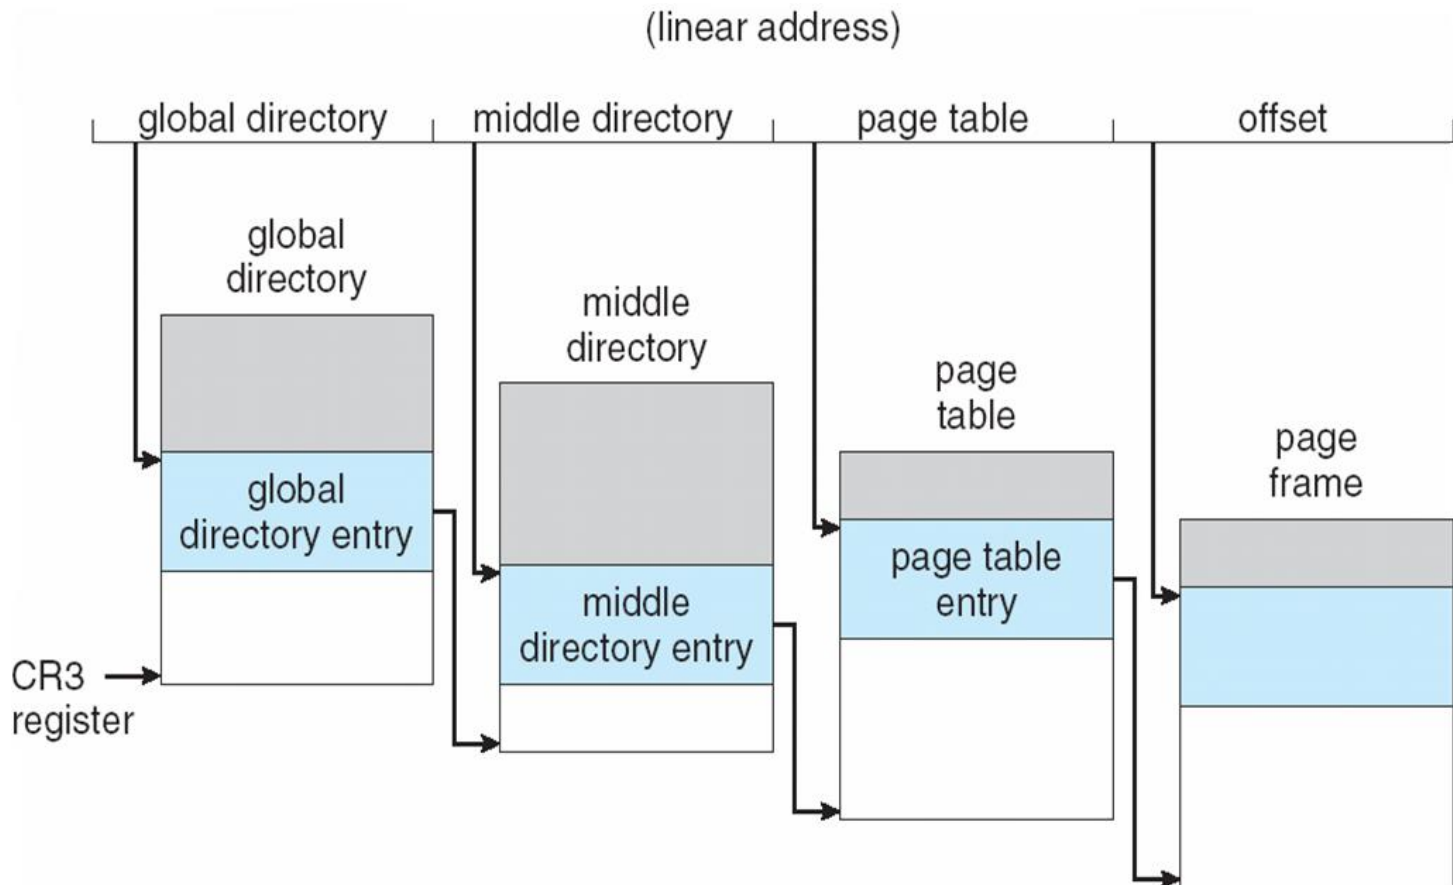 (linear address)
global directory
middle directory
page table
offset
global
directory
middle
directory
page
table
page
frame
global
directory entry
page table
entry
middle
directory entry
CR3
register